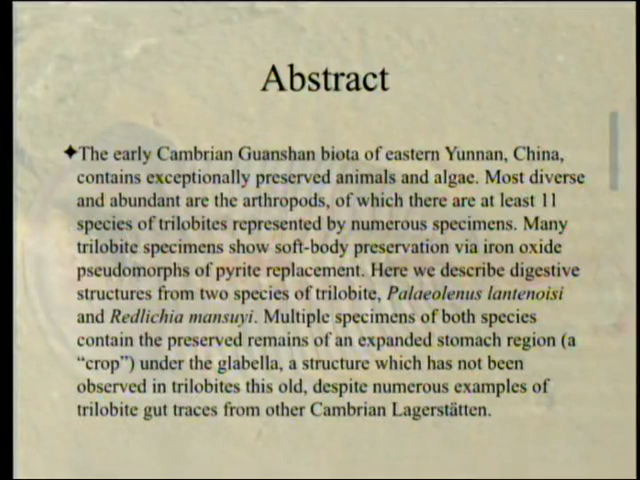 Abstract
✦The early Cambrian Guanshan biota of eastern Yunnan, China,
contains exceptionally preserved animals and algae. Most diverse
and abundant are the arthropods, of which there are at least 11
species of trilobites represented by numerous specimens. Many
trilobite specimens show soft-body preservation via iron oxide
pseudomorphs of pyrite replacement. Here we describe digestive
structures from two species of trilobite, Palaeolenus lantenoisi
and Redlichia mansuyi. Multiple specimens of both species
contain the preserved remains of an expanded stomach region (a
“crop”) under the glabella, a structure which has not been
observed in trilobites this old, despite numerous examples of
trilobite gut traces from other Cambrian Lagerstätten.